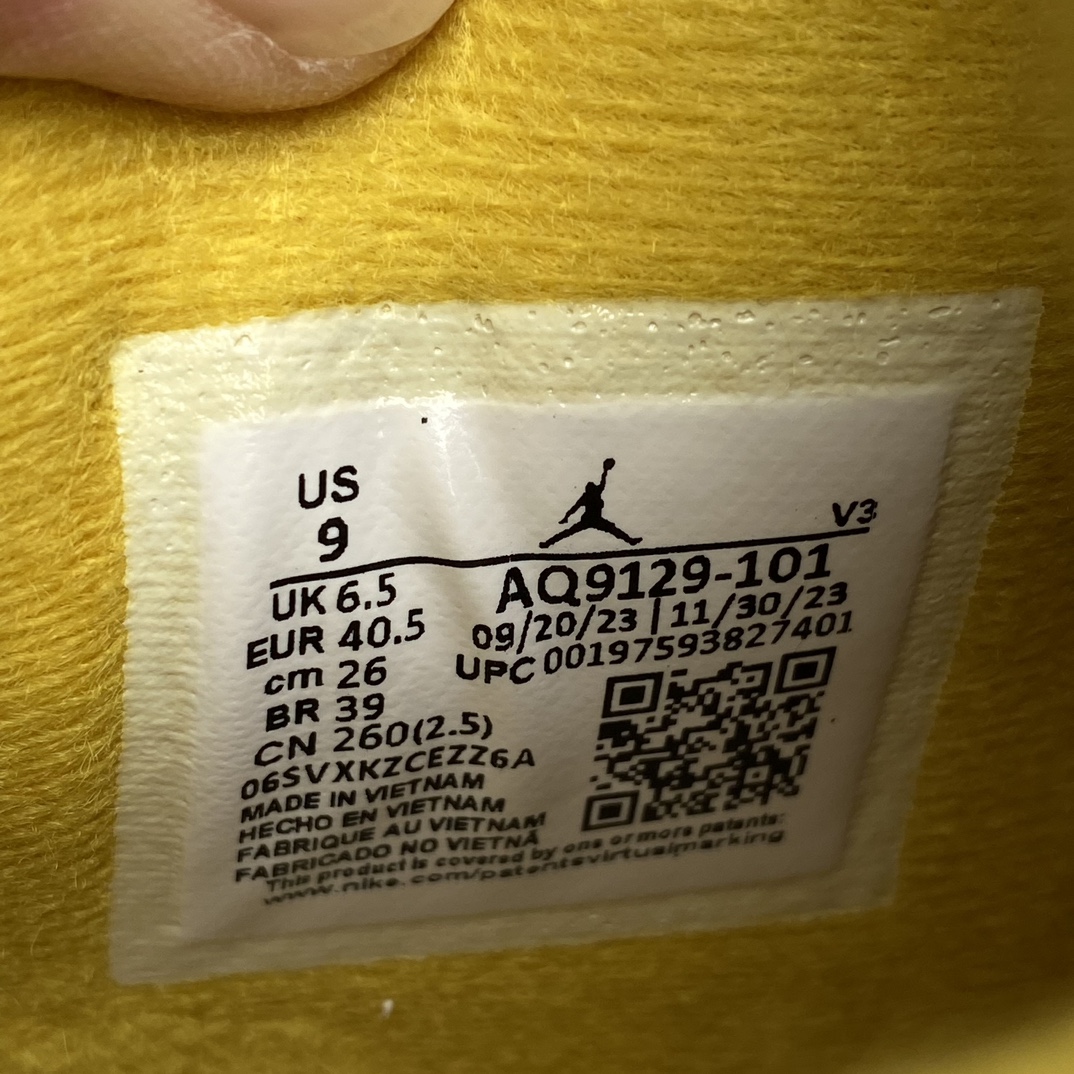 US
9
V3
UK 6.5
EUR 40.5
cm 26
BR 39
CN 260(2.5)
AQ9129-101
09/20/23 | 11/30/23
UPC 00197593827401
06SVXKZCEZZ6A
MADE IN VIETNAM
HECHO EN VIETNAM
FABRIQUE AU VIETNAM
FABRICADO NO VIETNÃ
This product is covered by one or more patents:
www.nike.com/patentsvirtualmarking